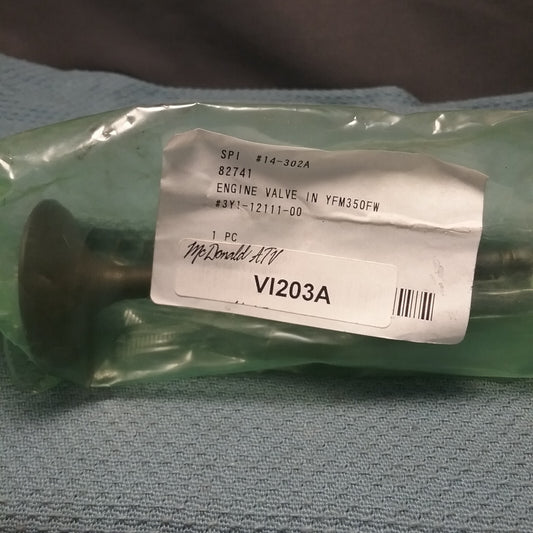 SPI #14-302A
82741
ENGINE VALVE IN YFM350FW
#3Y1-12111-00
1 PC
McDonald ATV
VI203A